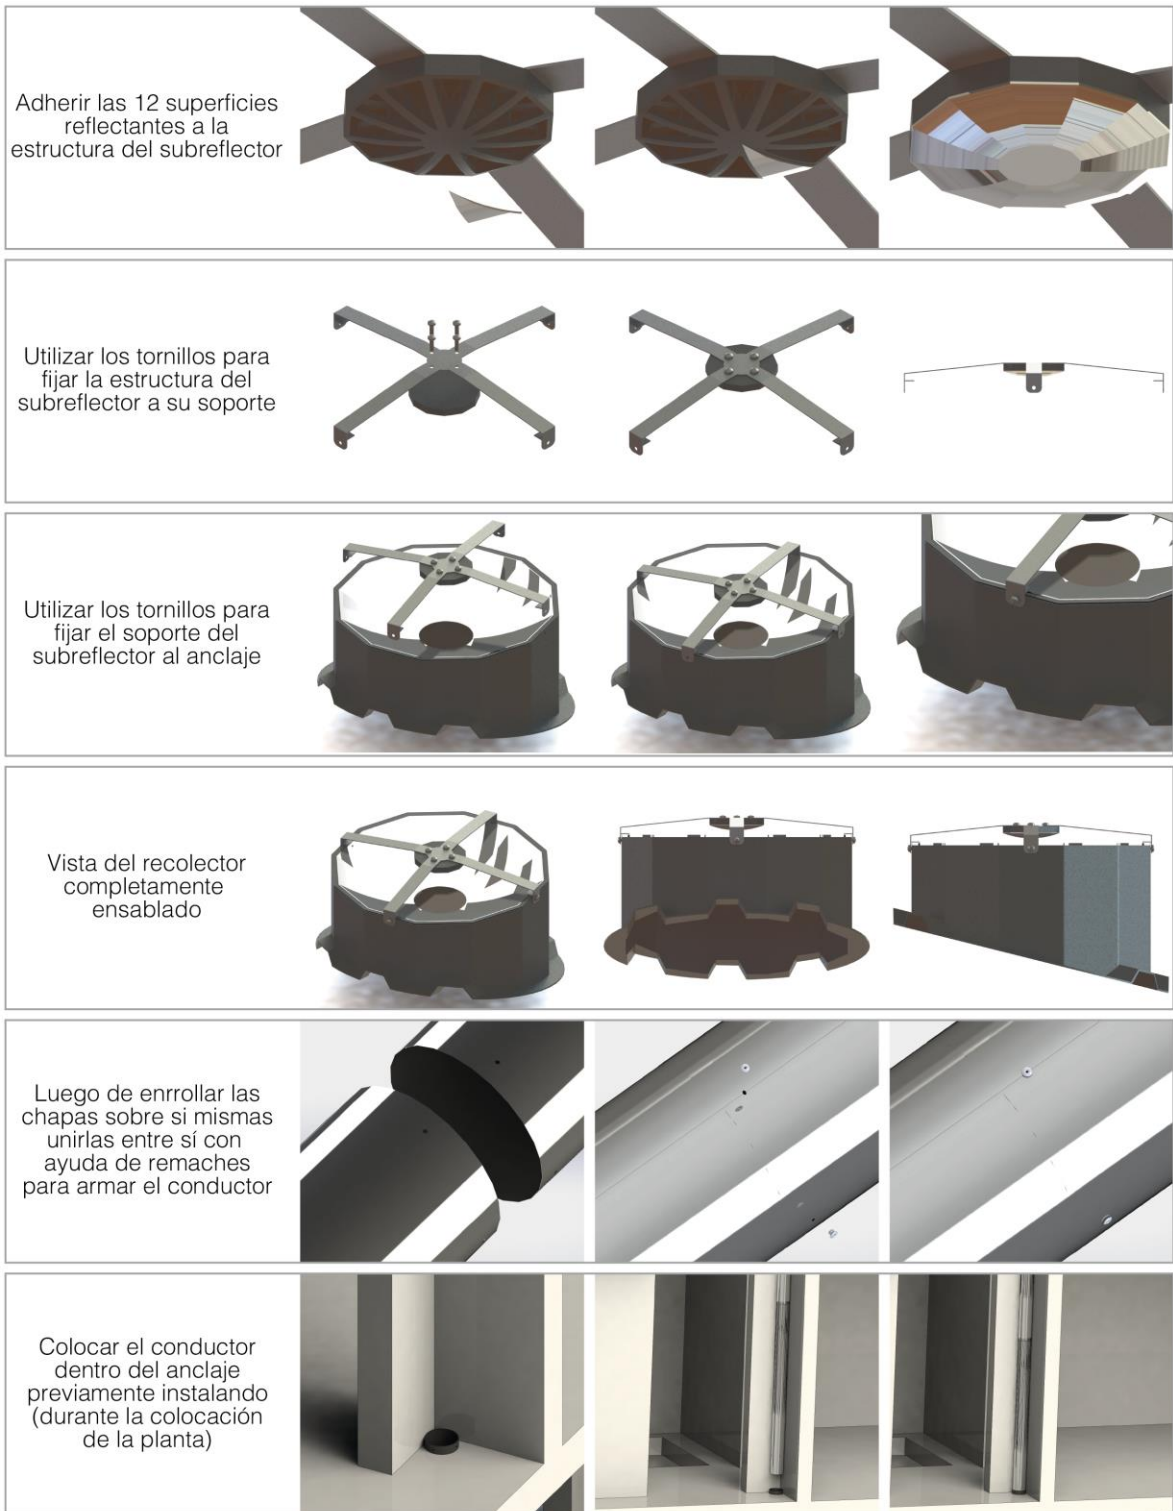 Adherir las 12 superficies
reflectantes a la
estructura del subreflector
Utilizar los tornillos para
fijar la estructura del
subreflector a su soporte
Utilizar los tornillos para
fijar el soporte del
subreflector al anclaje
Vista del recolector
completamente
ensablado
Luego de enrrollar las
chapas sobre si mismas
unirlas entre sí con
ayuda de remaches
para armar el conductor
Colocar el conductor
dentro del anclaje
previamente instalando
(durante la colocación
de la planta)